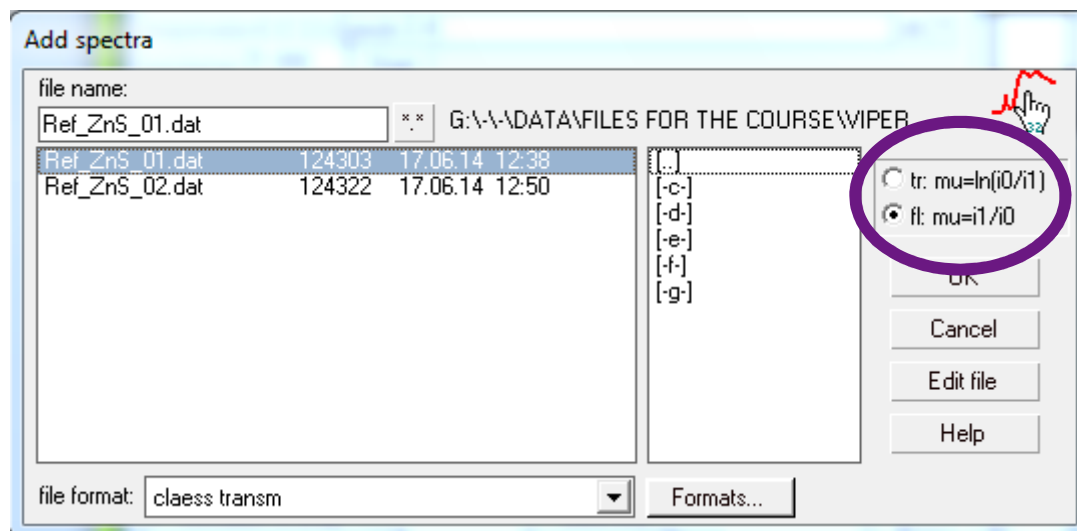 Add spectra
file name:
Ref_ZnS_01.dat
*.* G:\-\-\DATA\FILES FOR THE COURSE\VIPER
Ref_ZnS_01.dat 124303 17.06.14 12:38
Ref_ZnS_02.dat 124322 17.06.14 12:50
[..]
[-c-]
[-d-]
[-e-]
[-f-]
[-g-]
32
tr: mu=ln(i0/i1)
fl: mu=i1/i0
OK
Cancel
Edit file
Help
file format: claess transm
Formats...